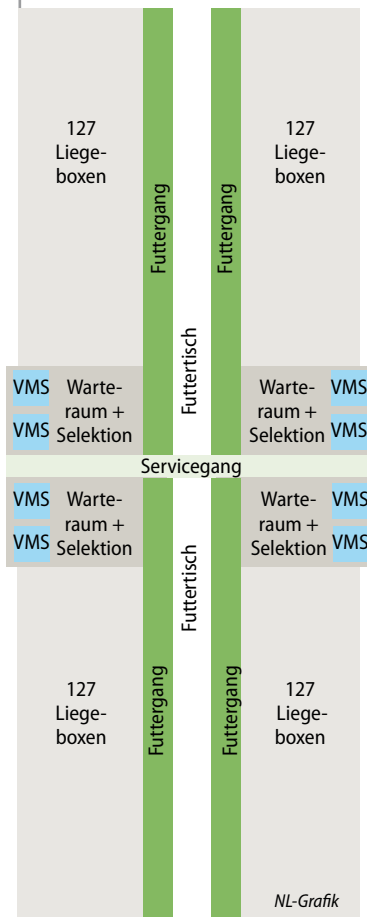 127
Liege-
boxen
127
Liege-
boxen
Futtergang
Futtergang
Futtertisch
VMS
VMS
Warte-
raum +
Selektion
Warte-
raum +
Selektion
VMS
VMS
Servicegang
VMS
VMS
Warte-
raum +
Selektion
Warte-
raum +
Selektion
VMS
VMS
Futtertisch
127
Liege-
boxen
Futtergang
Futtergang
127
Liege-
boxen
NL-Grafik